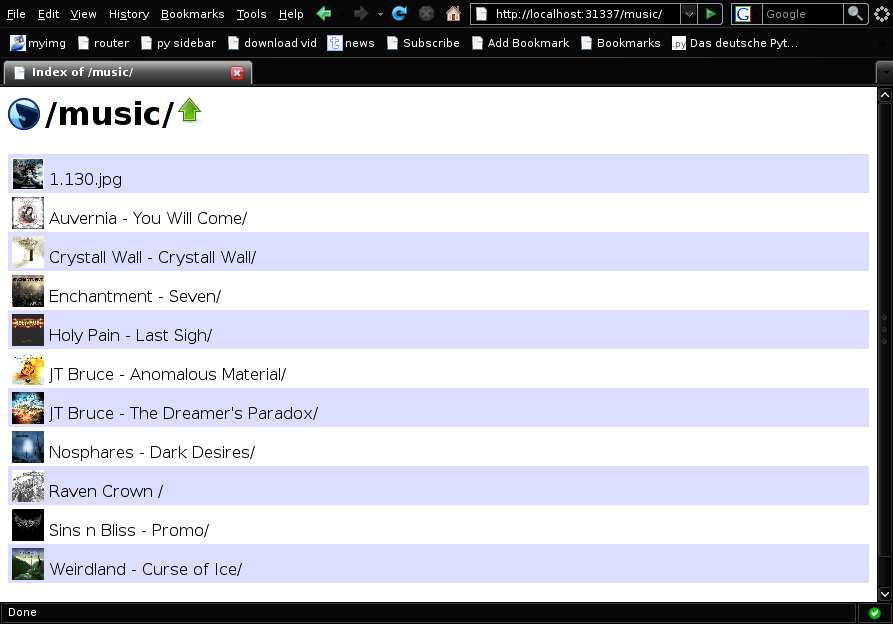 File Edit View History Bookmarks Tools Help http://localhost:31337/music/ G Google
myimg router py sidebar download vid t news Subscribe Add Bookmark Bookmarks .py Das deutsche Pyt...
Index of /music/
/music/
1.130.jpg
Auvernia - You Will Come/
Crystall Wall - Crystall Wall/
Enchantment - Seven/
Holy Pain - Last Sigh/
JT Bruce - Anomalous Material/
JT Bruce - The Dreamer's Paradox/
Nosphares - Dark Desires/
Raven Crown /
Sins n Bliss - Promo/
Weirdland - Curse of Ice/
Done